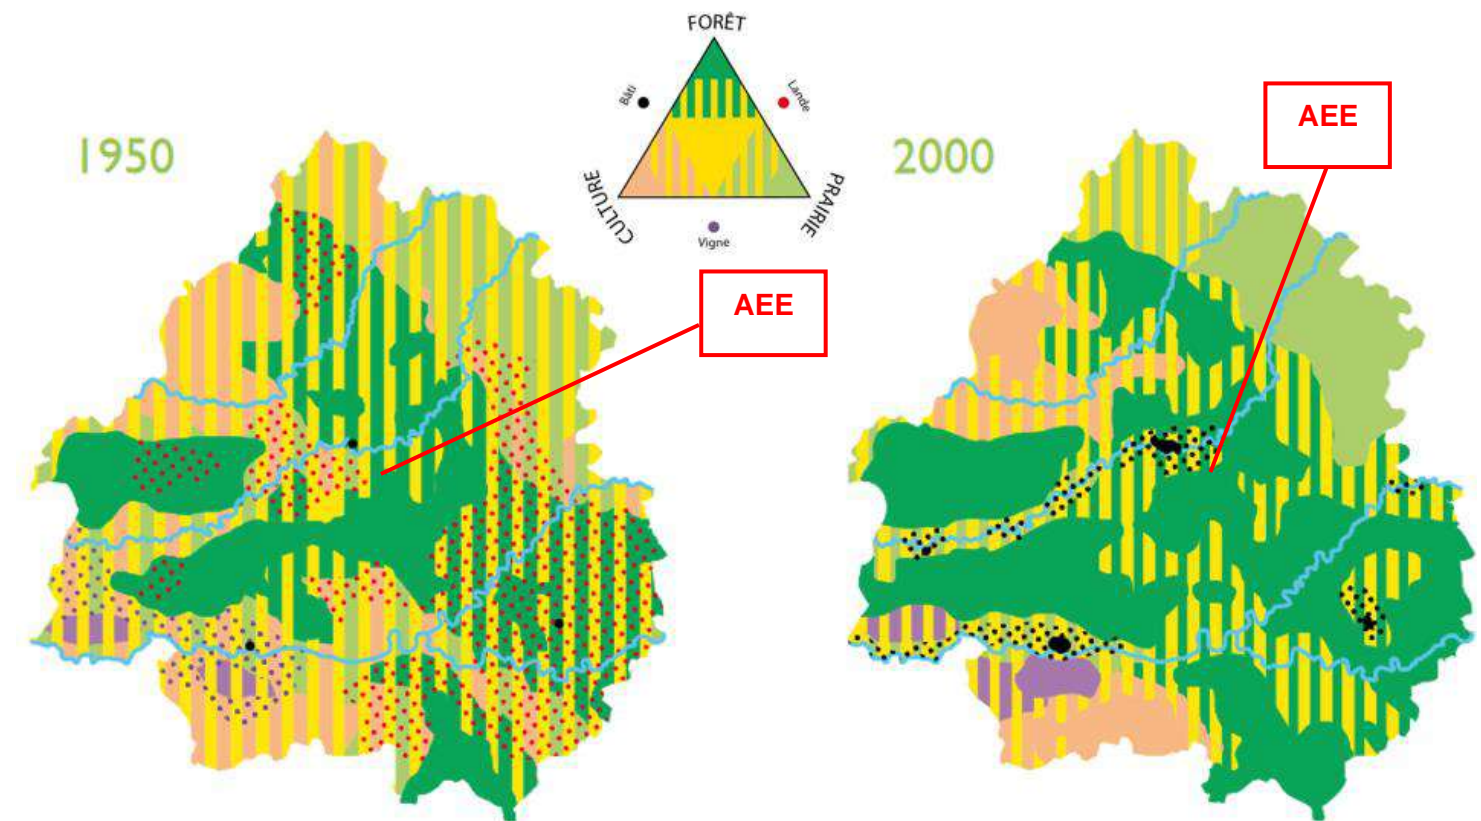 FORÊT
Bâti
Lande
CULTURE
PRAIRIE
Vigne
1950
2000
AEE
AEE